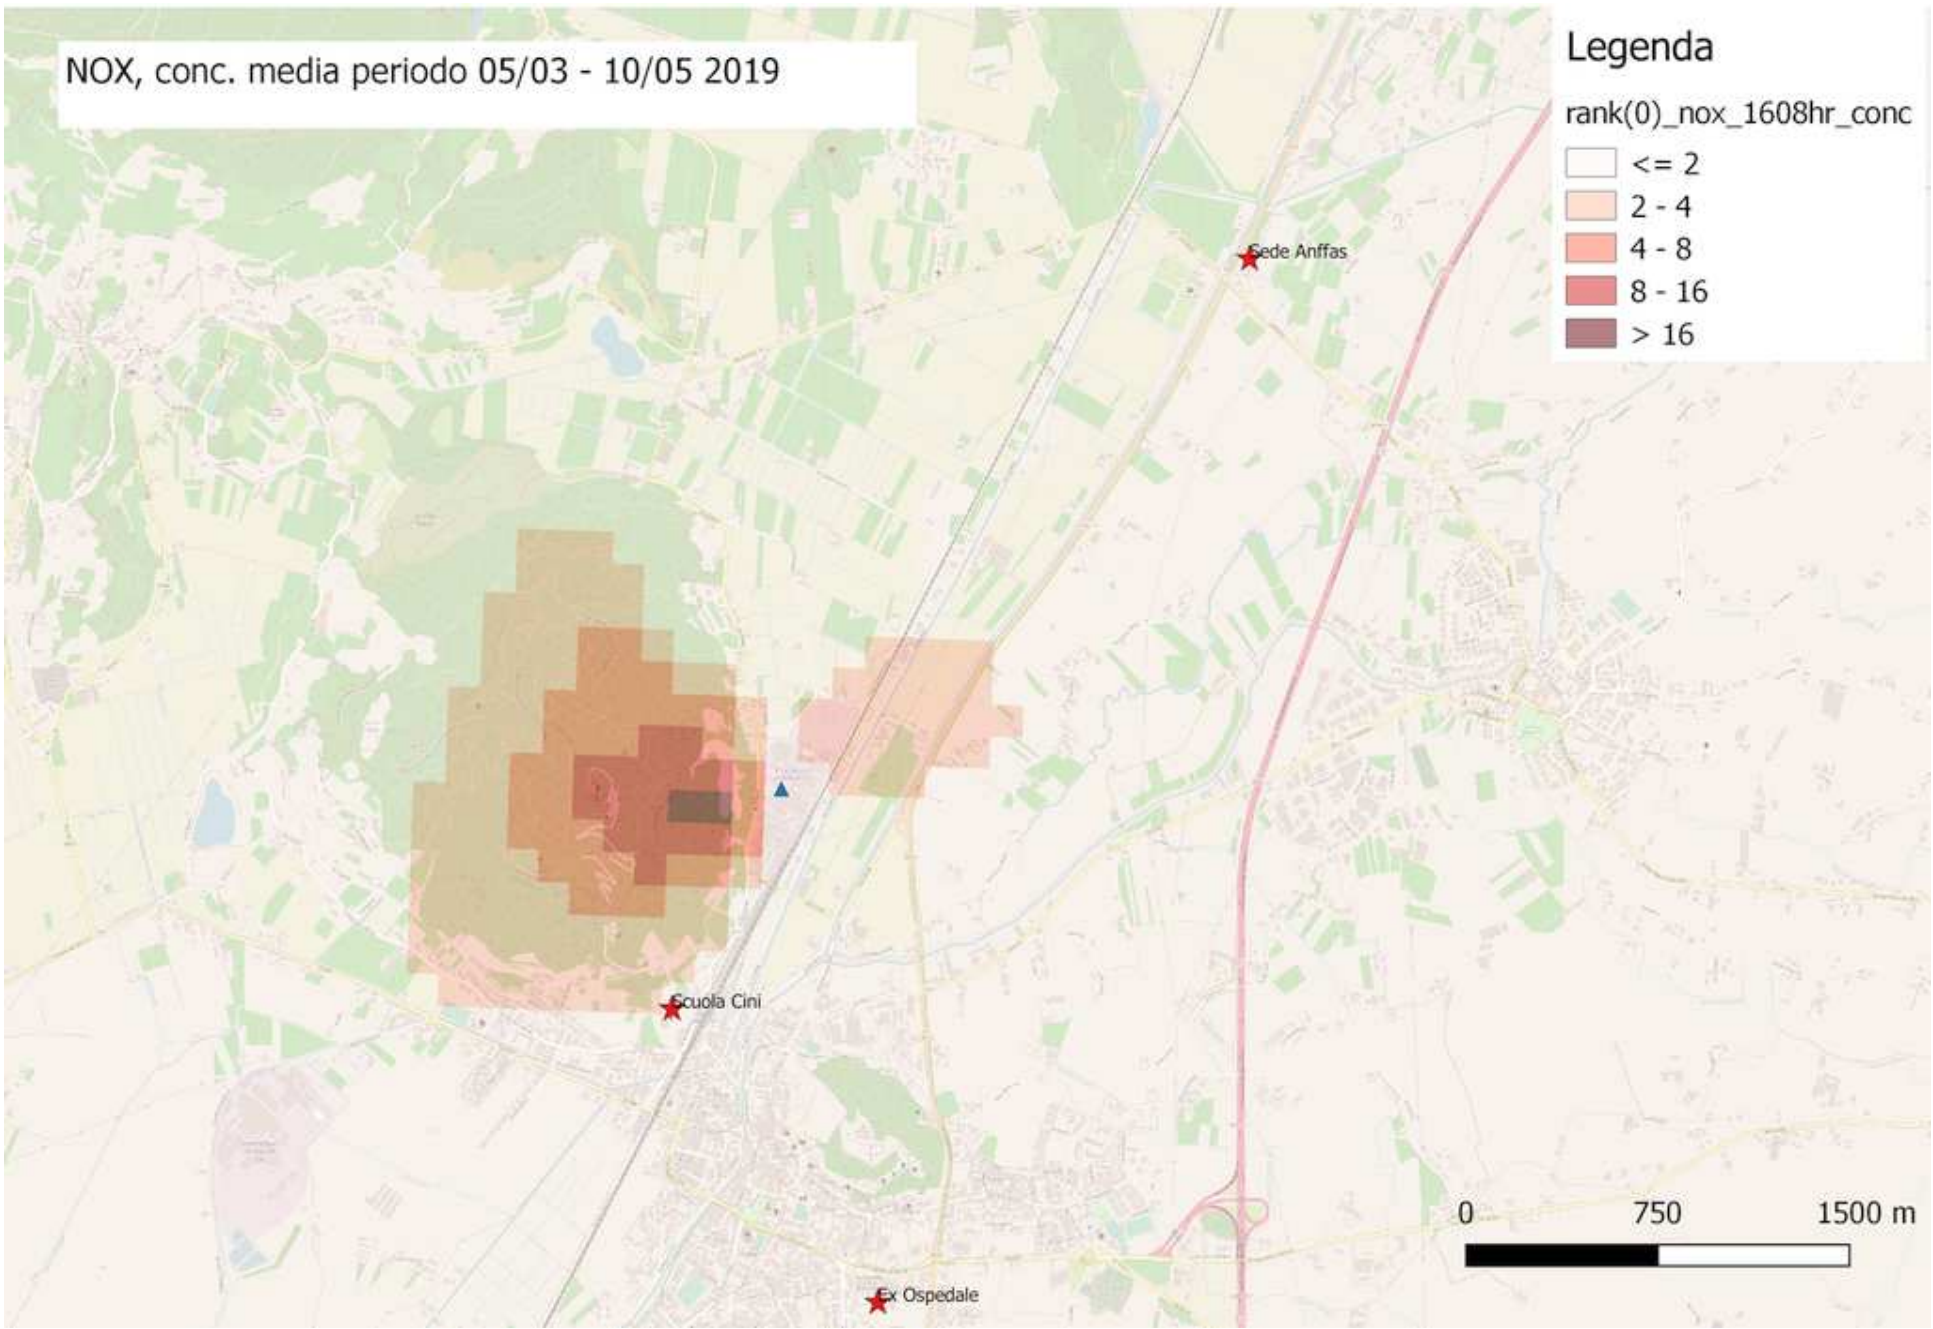 NOX, conc. media periodo 05/03 - 10/05 2019
Legenda
rank(0)_nox_1608hr_conc
<= 2
2 - 4
4 - 8
8 - 16
> 16
Sede Anffas
Scuola Cini
Ex Ospedale
0 750 1500 m